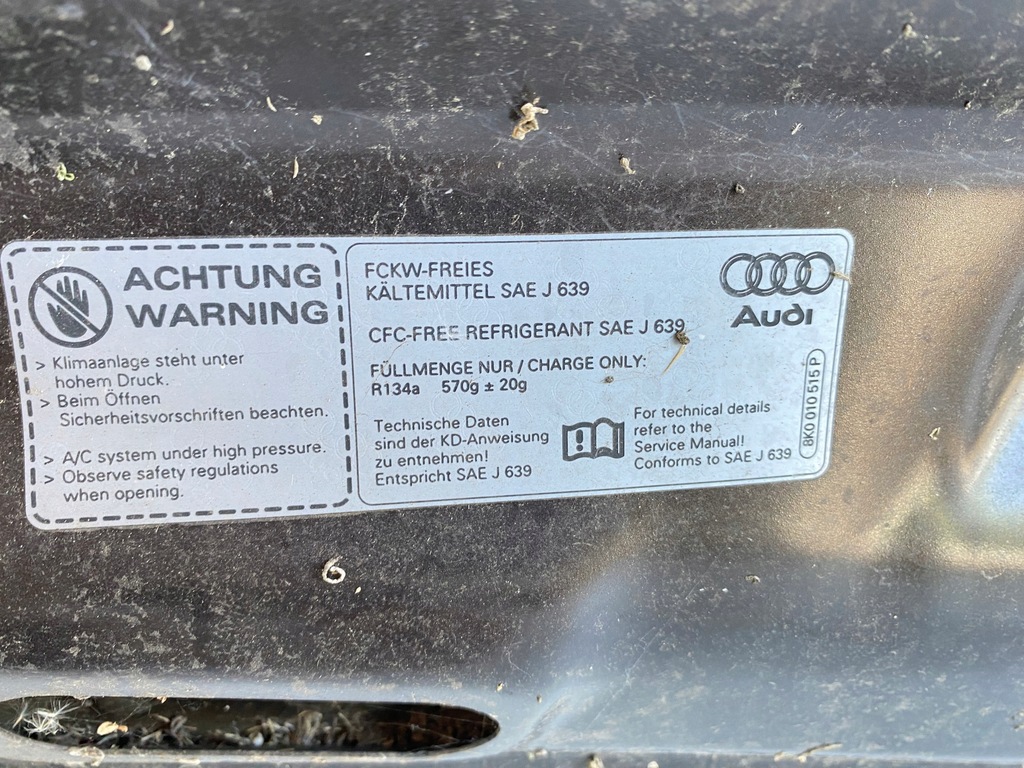 ACHTUNG
WARNING
> Klimaanlage steht unter
hohem Druck.
> Beim Öffnen
Sicherheitsvorschriften beachten.
> A/C system under high pressure.
> Observe safety regulations
when opening.
FCKW-FREIES
KÄLTEMITTEL SAE J 639
CFC-FREE REFRIGERANT SAE J 639
FÜLLMENGE NUR / CHARGE ONLY:
R134a 570g ± 20g
Technische Daten
sind der KD-Anweisung
zu entnehmen!
Entspricht SAE J 639
For technical details
refer to the
Service Manual!
Conforms to SAE J 639
Audi
8K0 010 515 P